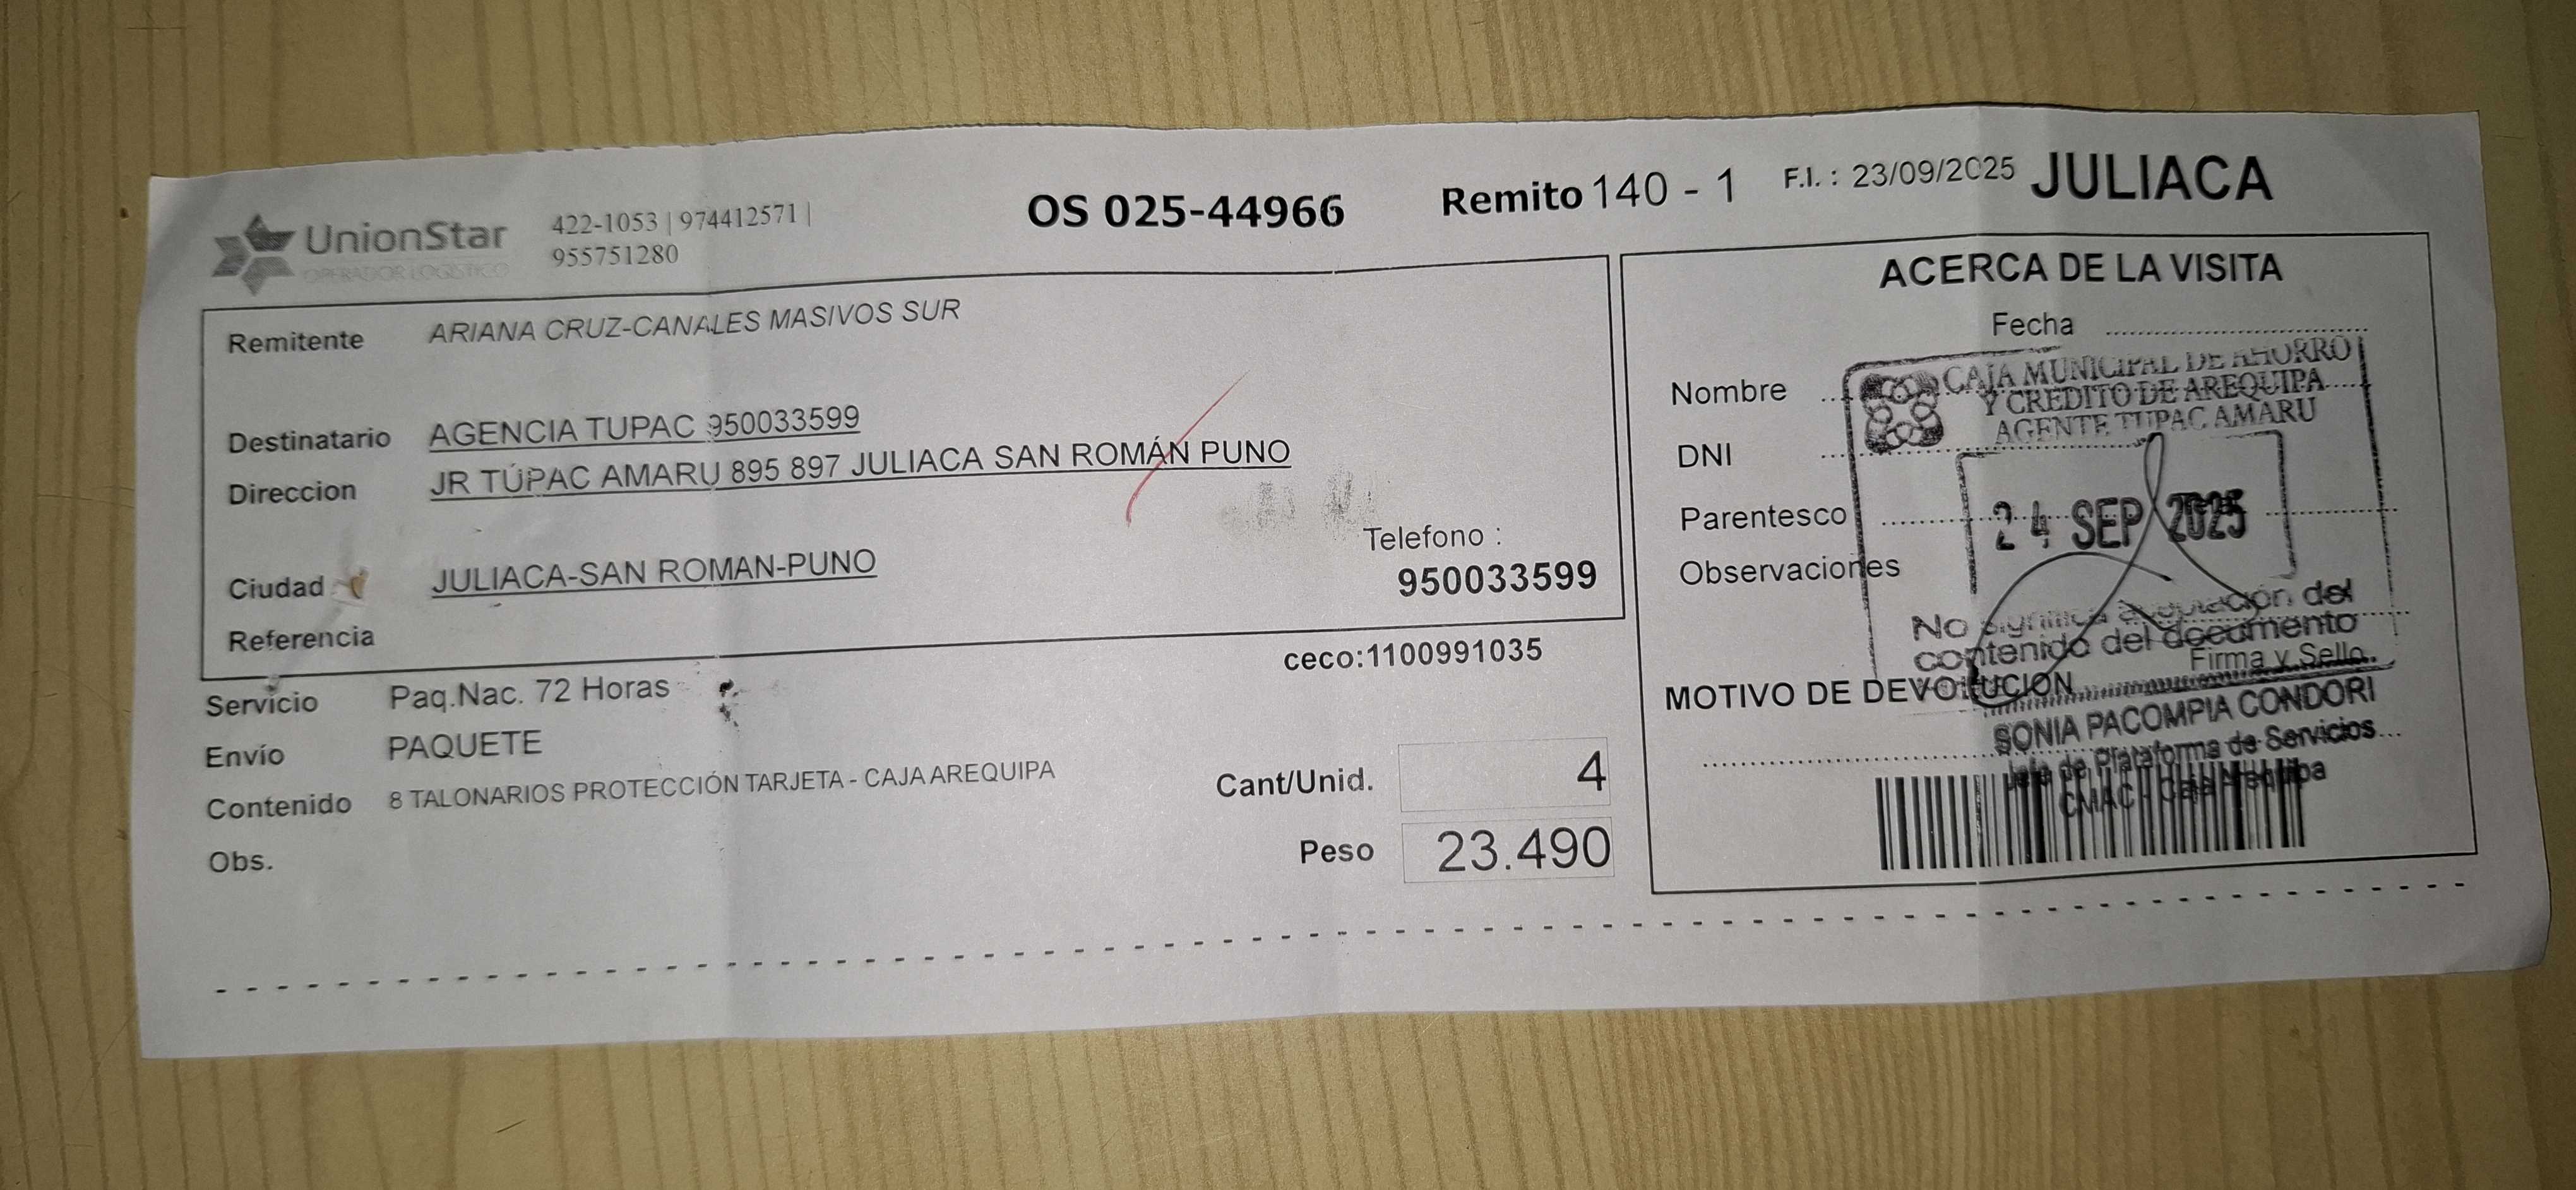 UnionStar
OPERADOR LOGISTICO
422-1053 | 974412571 |
955751280
OS 025-44966
Remito 140 - 1
F.I. : 23/09/2025
JULIACA
Remitente ARIANA CRUZ-CANALES MASIVOS SUR
Destinatario AGENCIA TUPAC 950033599
Direccion JR TÚPAC AMARU 895 897 JULIACA SAN ROMÁN PUNO
Telefono :
Ciudad JULIACA-SAN ROMAN-PUNO 950033599
Referencia
ceco:1100991035
Servicio Paq.Nac. 72 Horas
Envío PAQUETE
Contenido 8 TALONARIOS PROTECCIÓN TARJETA - CAJA AREQUIPA
Cant/Unid. 4
Obs.
Peso 23.490
ACERCA DE LA VISITA
Fecha
Nombre
DNI
Parentesco
Observaciones
Firma y Sello
MOTIVO DE DEVOLUCION
CAJA MUNICIPAL DE AHORRO
Y CRÉDITO DE AREQUIPA
AGENTE TUPAC AMARU
24 SEP 2025
No significa aceptación del
contenido del documento
SONIA PACOMPIA CONDORI
Jefe de Plataforma de Servicios
CMAC - Caja Arequipa